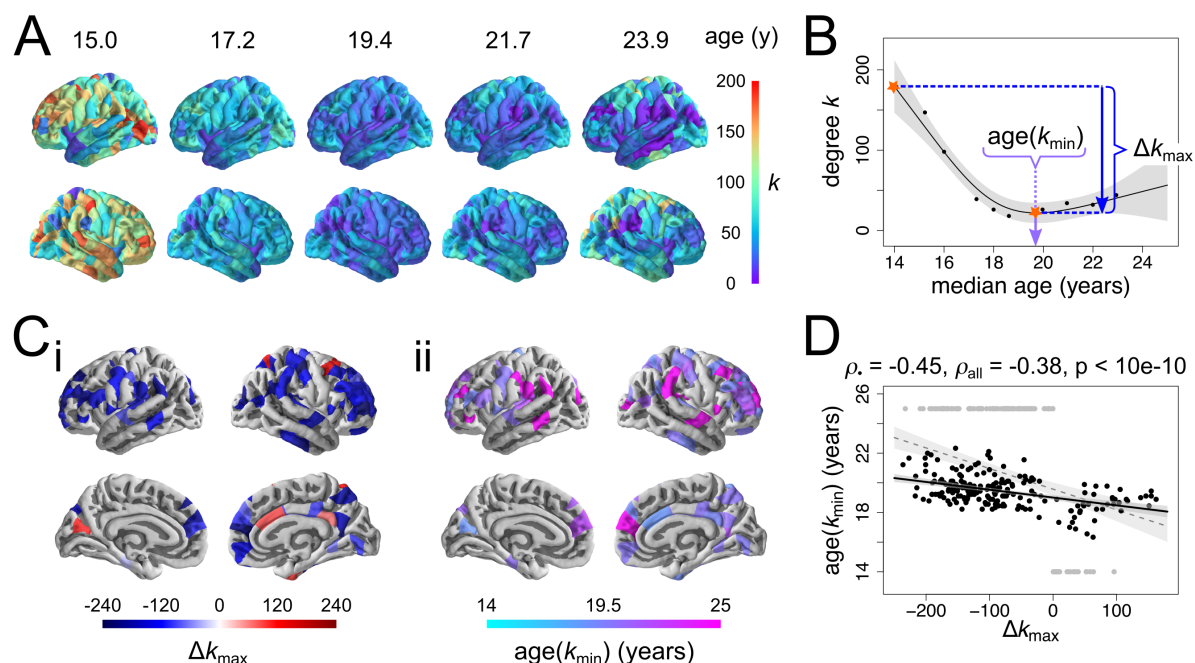 A
15.0 17.2 19.4 21.7 23.9 age (y)
200
150
100
50
0
k
B
degree k
200
100
0
age(kmin)
Δkmax
14 16 18 20 22 24
median age (years)
C i
-240 -120 0 120 240
Δkmax
ii
14 19.5 25
age(kmin) (years)
D
ρ. = -0.45, ρall = -0.38, p < 10e-10
age(kmin) (years)
26
22
18
14
−200 −100 0 100
Δkmax